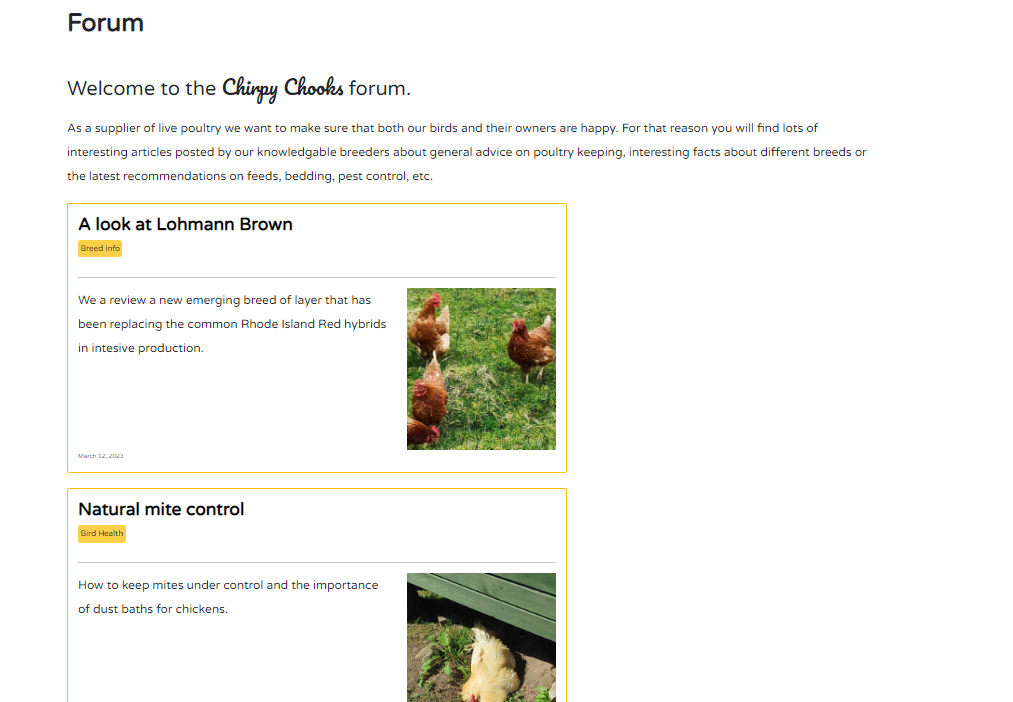 Forum
Welcome to the Chirpy Chooks forum.
As a supplier of live poultry we want to make sure that both our birds and their owners are happy. For that reason you will find lots of
interesting articles posted by our knowledgable breeders about general advice on poultry keeping, interesting facts about different breeds or
the latest recommendations on feeds, bedding, pest control, etc.
A look at Lohmann Brown
Breed Info
We a review a new emerging breed of layer that has
been replacing the common Rhode Island Red hybrids
in intesive production.
March 12, 2023
Natural mite control
Bird Health
How to keep mites under control and the importance
of dust baths for chickens.